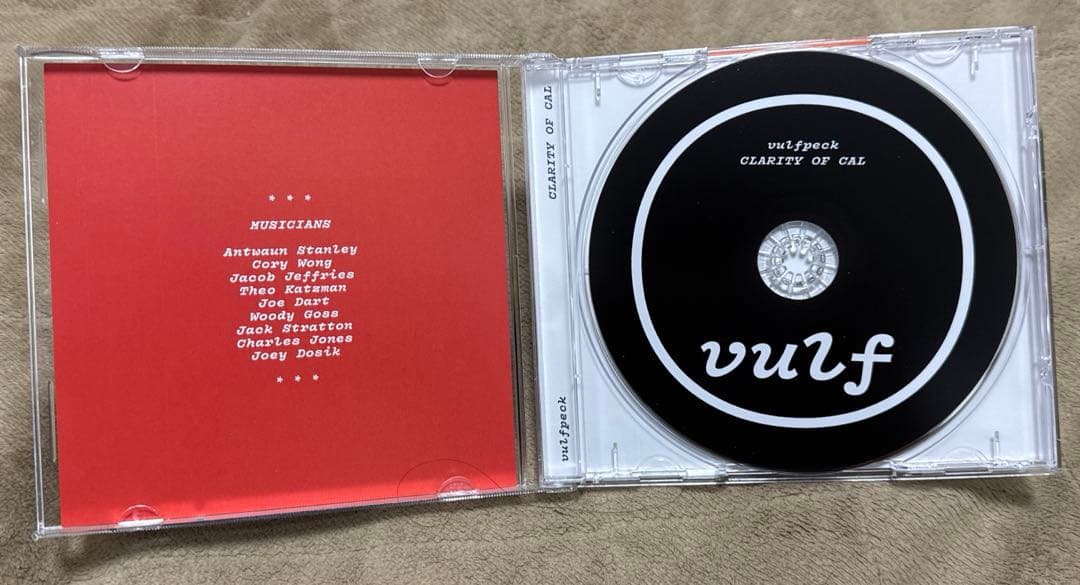 * * *
MUSICIANS
Antwaun Stanley
Cory Wong
Jacob Jeffries
Theo Katzman
Joe Dart
Woody Goss
Jack Stratton
Charles Jones
Joey Dosik
* * *
CLARITY OF CAL
vulfpeck
vulfpeck
CLARITY OF CAL
vulf